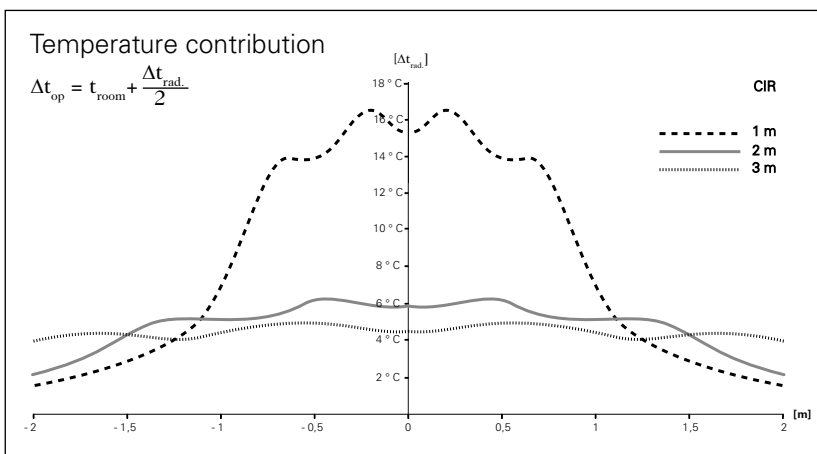 Temperature contribution
Δt_op = t_room + Δt_rad. / 2
[Δt_rad.]
18 °C
16 °C
14 °C
12 °C
10 °C
8 °C
6 °C
4 °C
2 °C
CIR
1 m
2 m
3 m
-2 -1,5 -1 -0,5 0 0,5 1 1,5 2 [m]